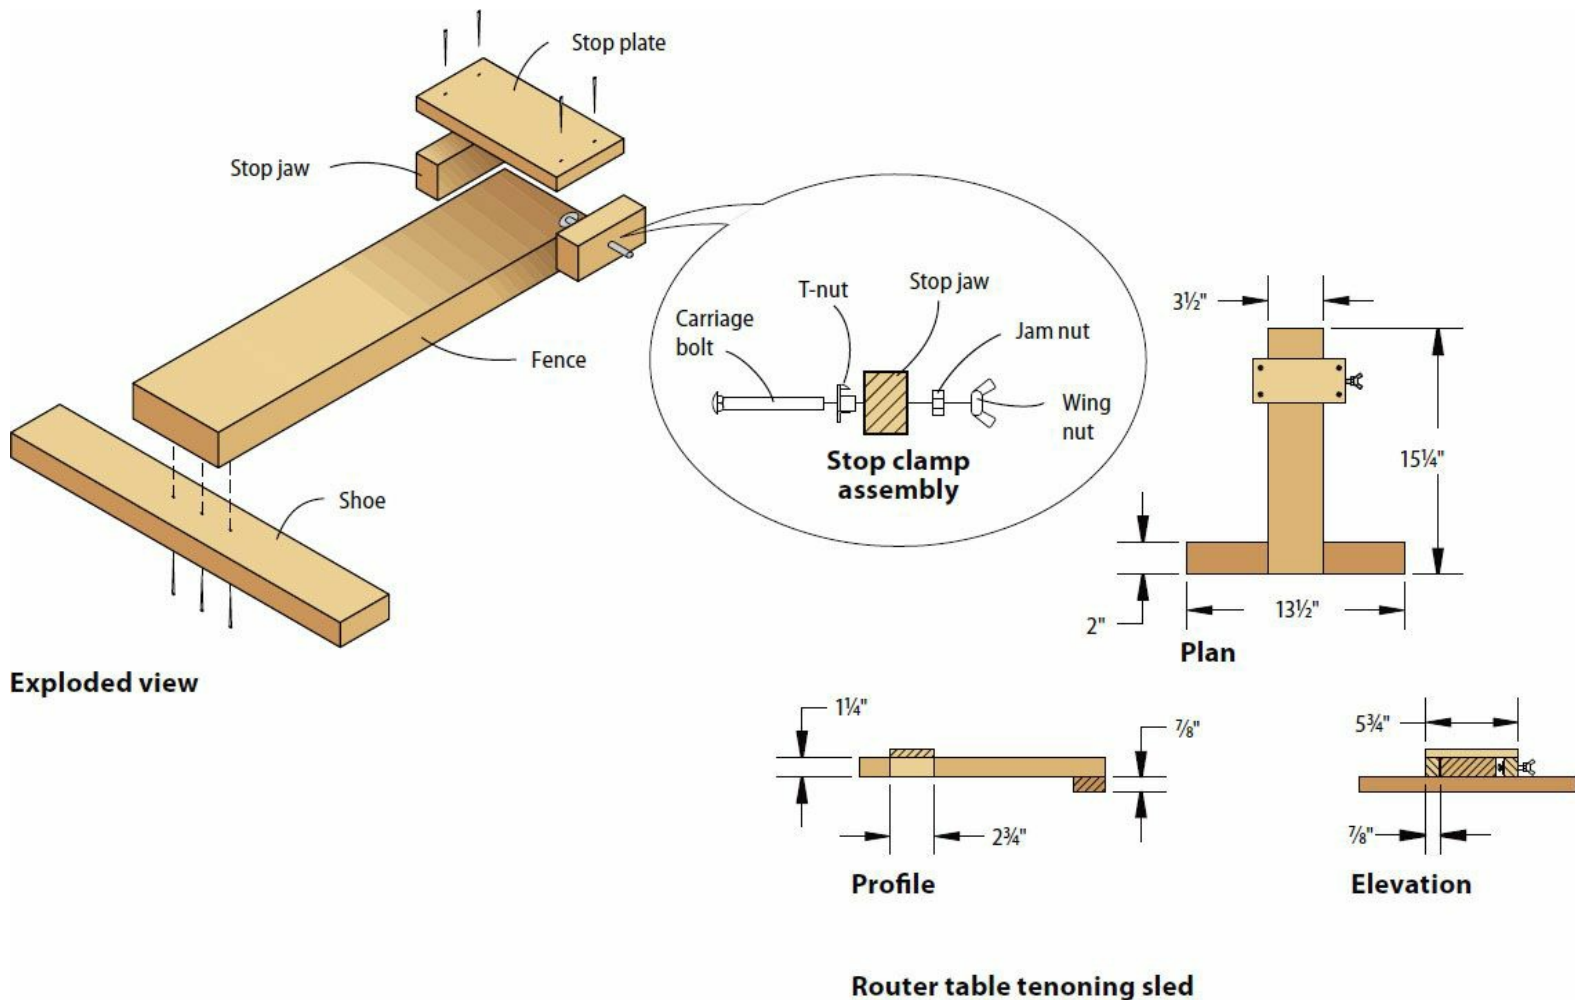 Stop plate
Stop jaw
Fence
Shoe
Exploded view
Carriage
bolt
T-nut
Stop jaw
Jam nut
Wing
nut
Stop clamp
assembly
3½"
15¼"
2"
13½"
Plan
1¼"
⅞"
2¾"
Profile
5¾"
⅞"
Elevation
Router table tenoning sled